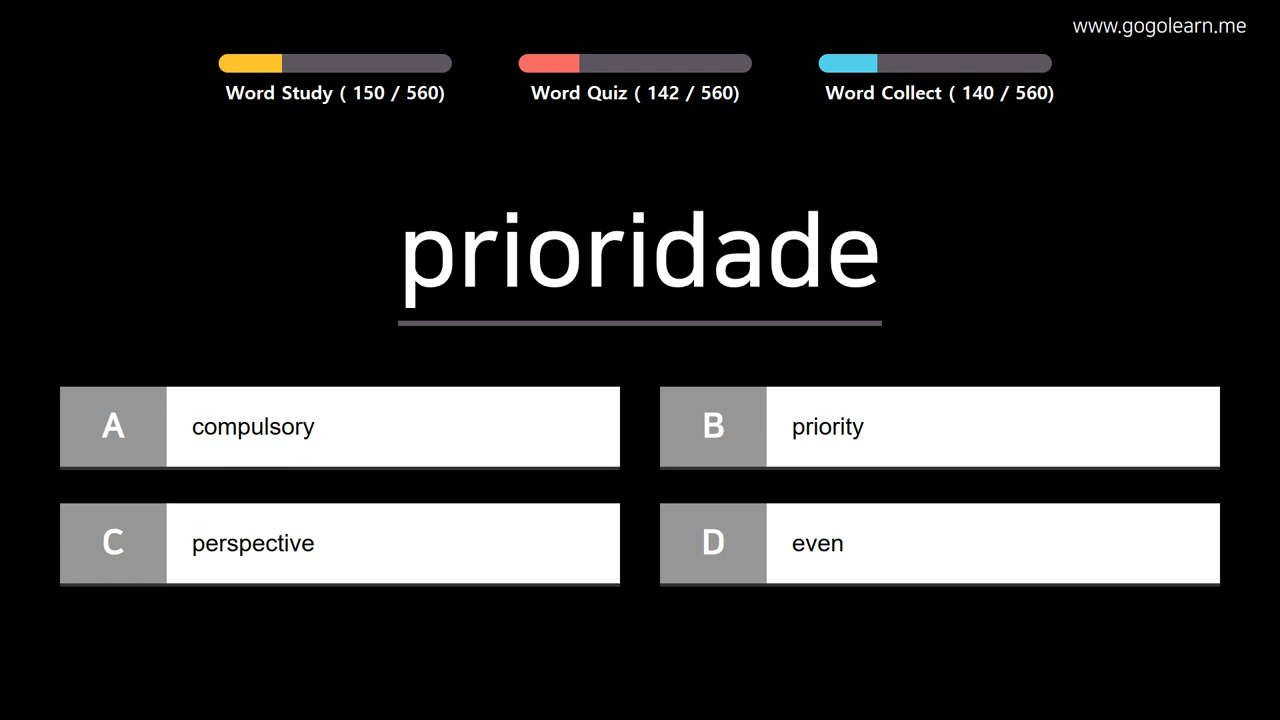 www.gogolearn.me
Word Study ( 150 / 560)
Word Quiz ( 142 / 560)
Word Collect ( 140 / 560)
prioridade
A compulsory
B priority
C perspective
D even